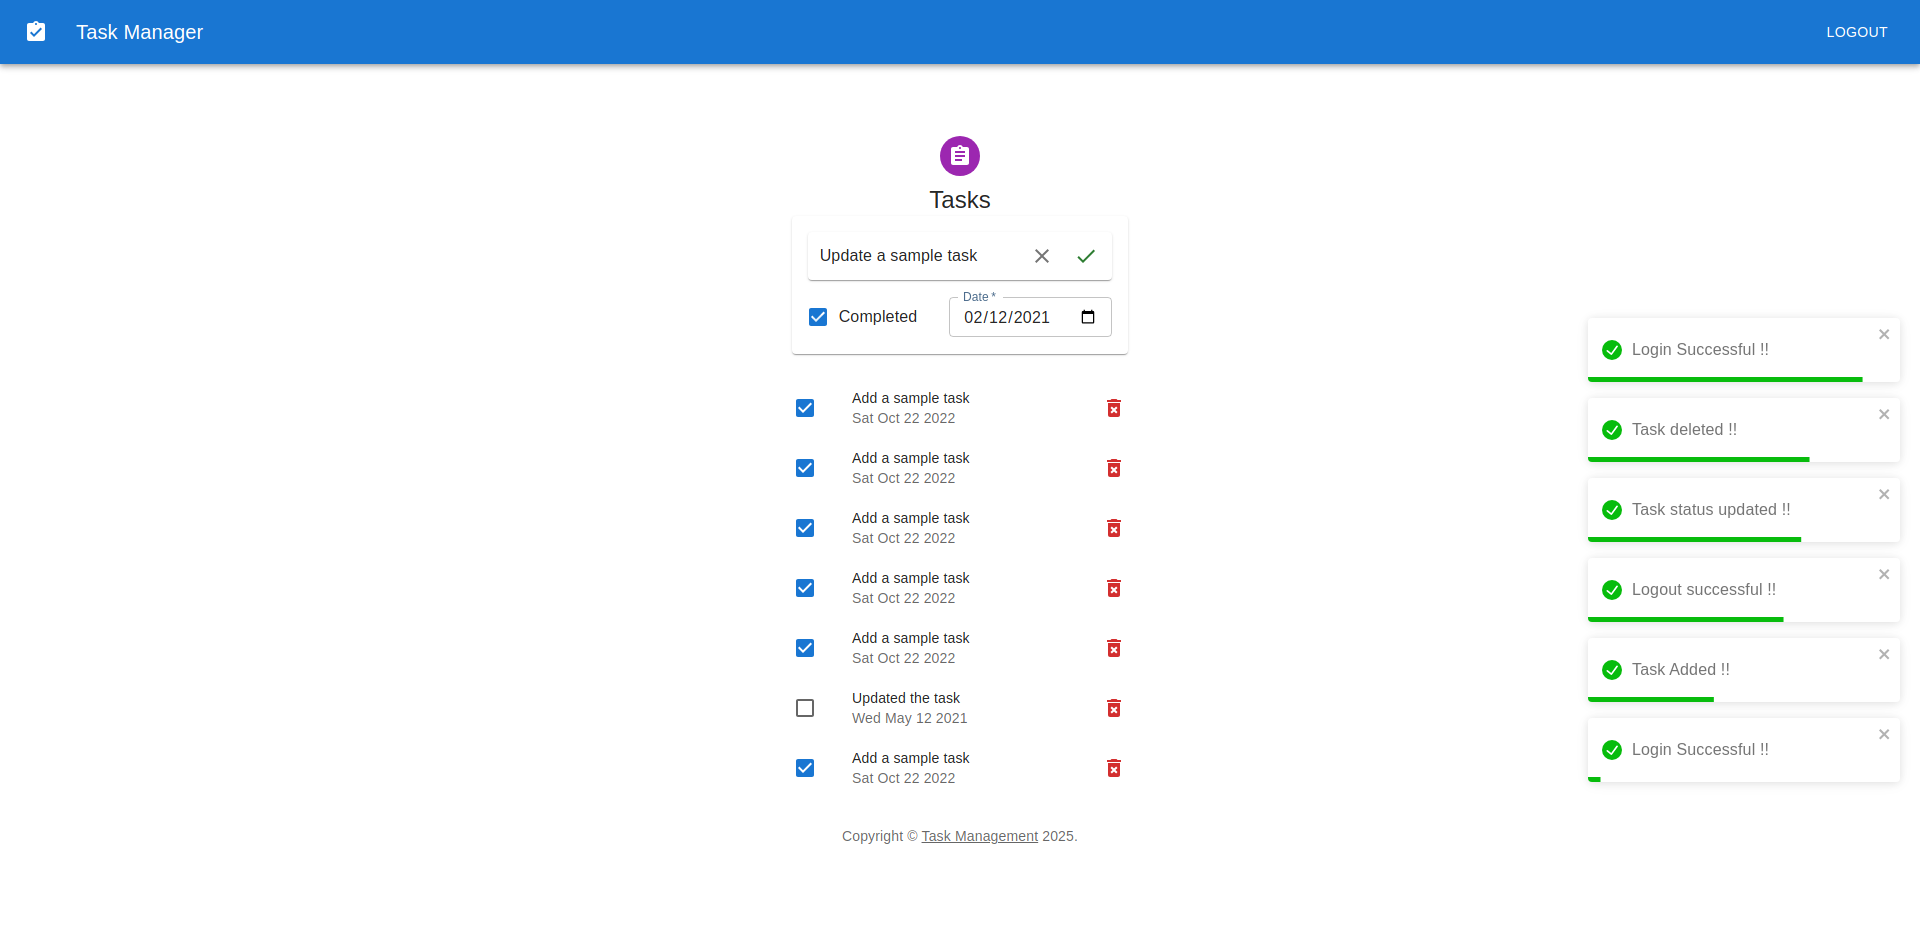 Task Manager
LOGOUT
Tasks
Update a sample task
Completed
Date *
02/12/2021
Add a sample task
Sat Oct 22 2022
Add a sample task
Sat Oct 22 2022
Add a sample task
Sat Oct 22 2022
Add a sample task
Sat Oct 22 2022
Add a sample task
Sat Oct 22 2022
Updated the task
Wed May 12 2021
Add a sample task
Sat Oct 22 2022
Copyright © Task Management 2025.
Login Successful !!
Task deleted !!
Task status updated !!
Logout successful !!
Task Added !!
Login Successful !!